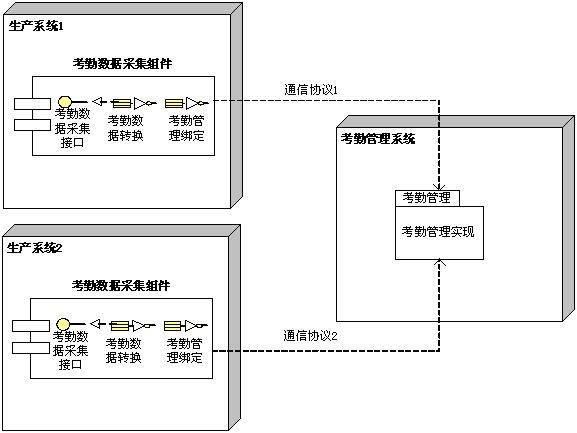 生产系统1
考勤数据采集组件
考勤数
据采集
接口
考勤数
据转换
考勤管
理绑定
通信协议1
考勤管理系统
考勤管理
考勤管理实现
生产系统2
考勤数据采集组件
考勤数
据采集
接口
考勤数
据转换
考勤管
理绑定
通信协议2